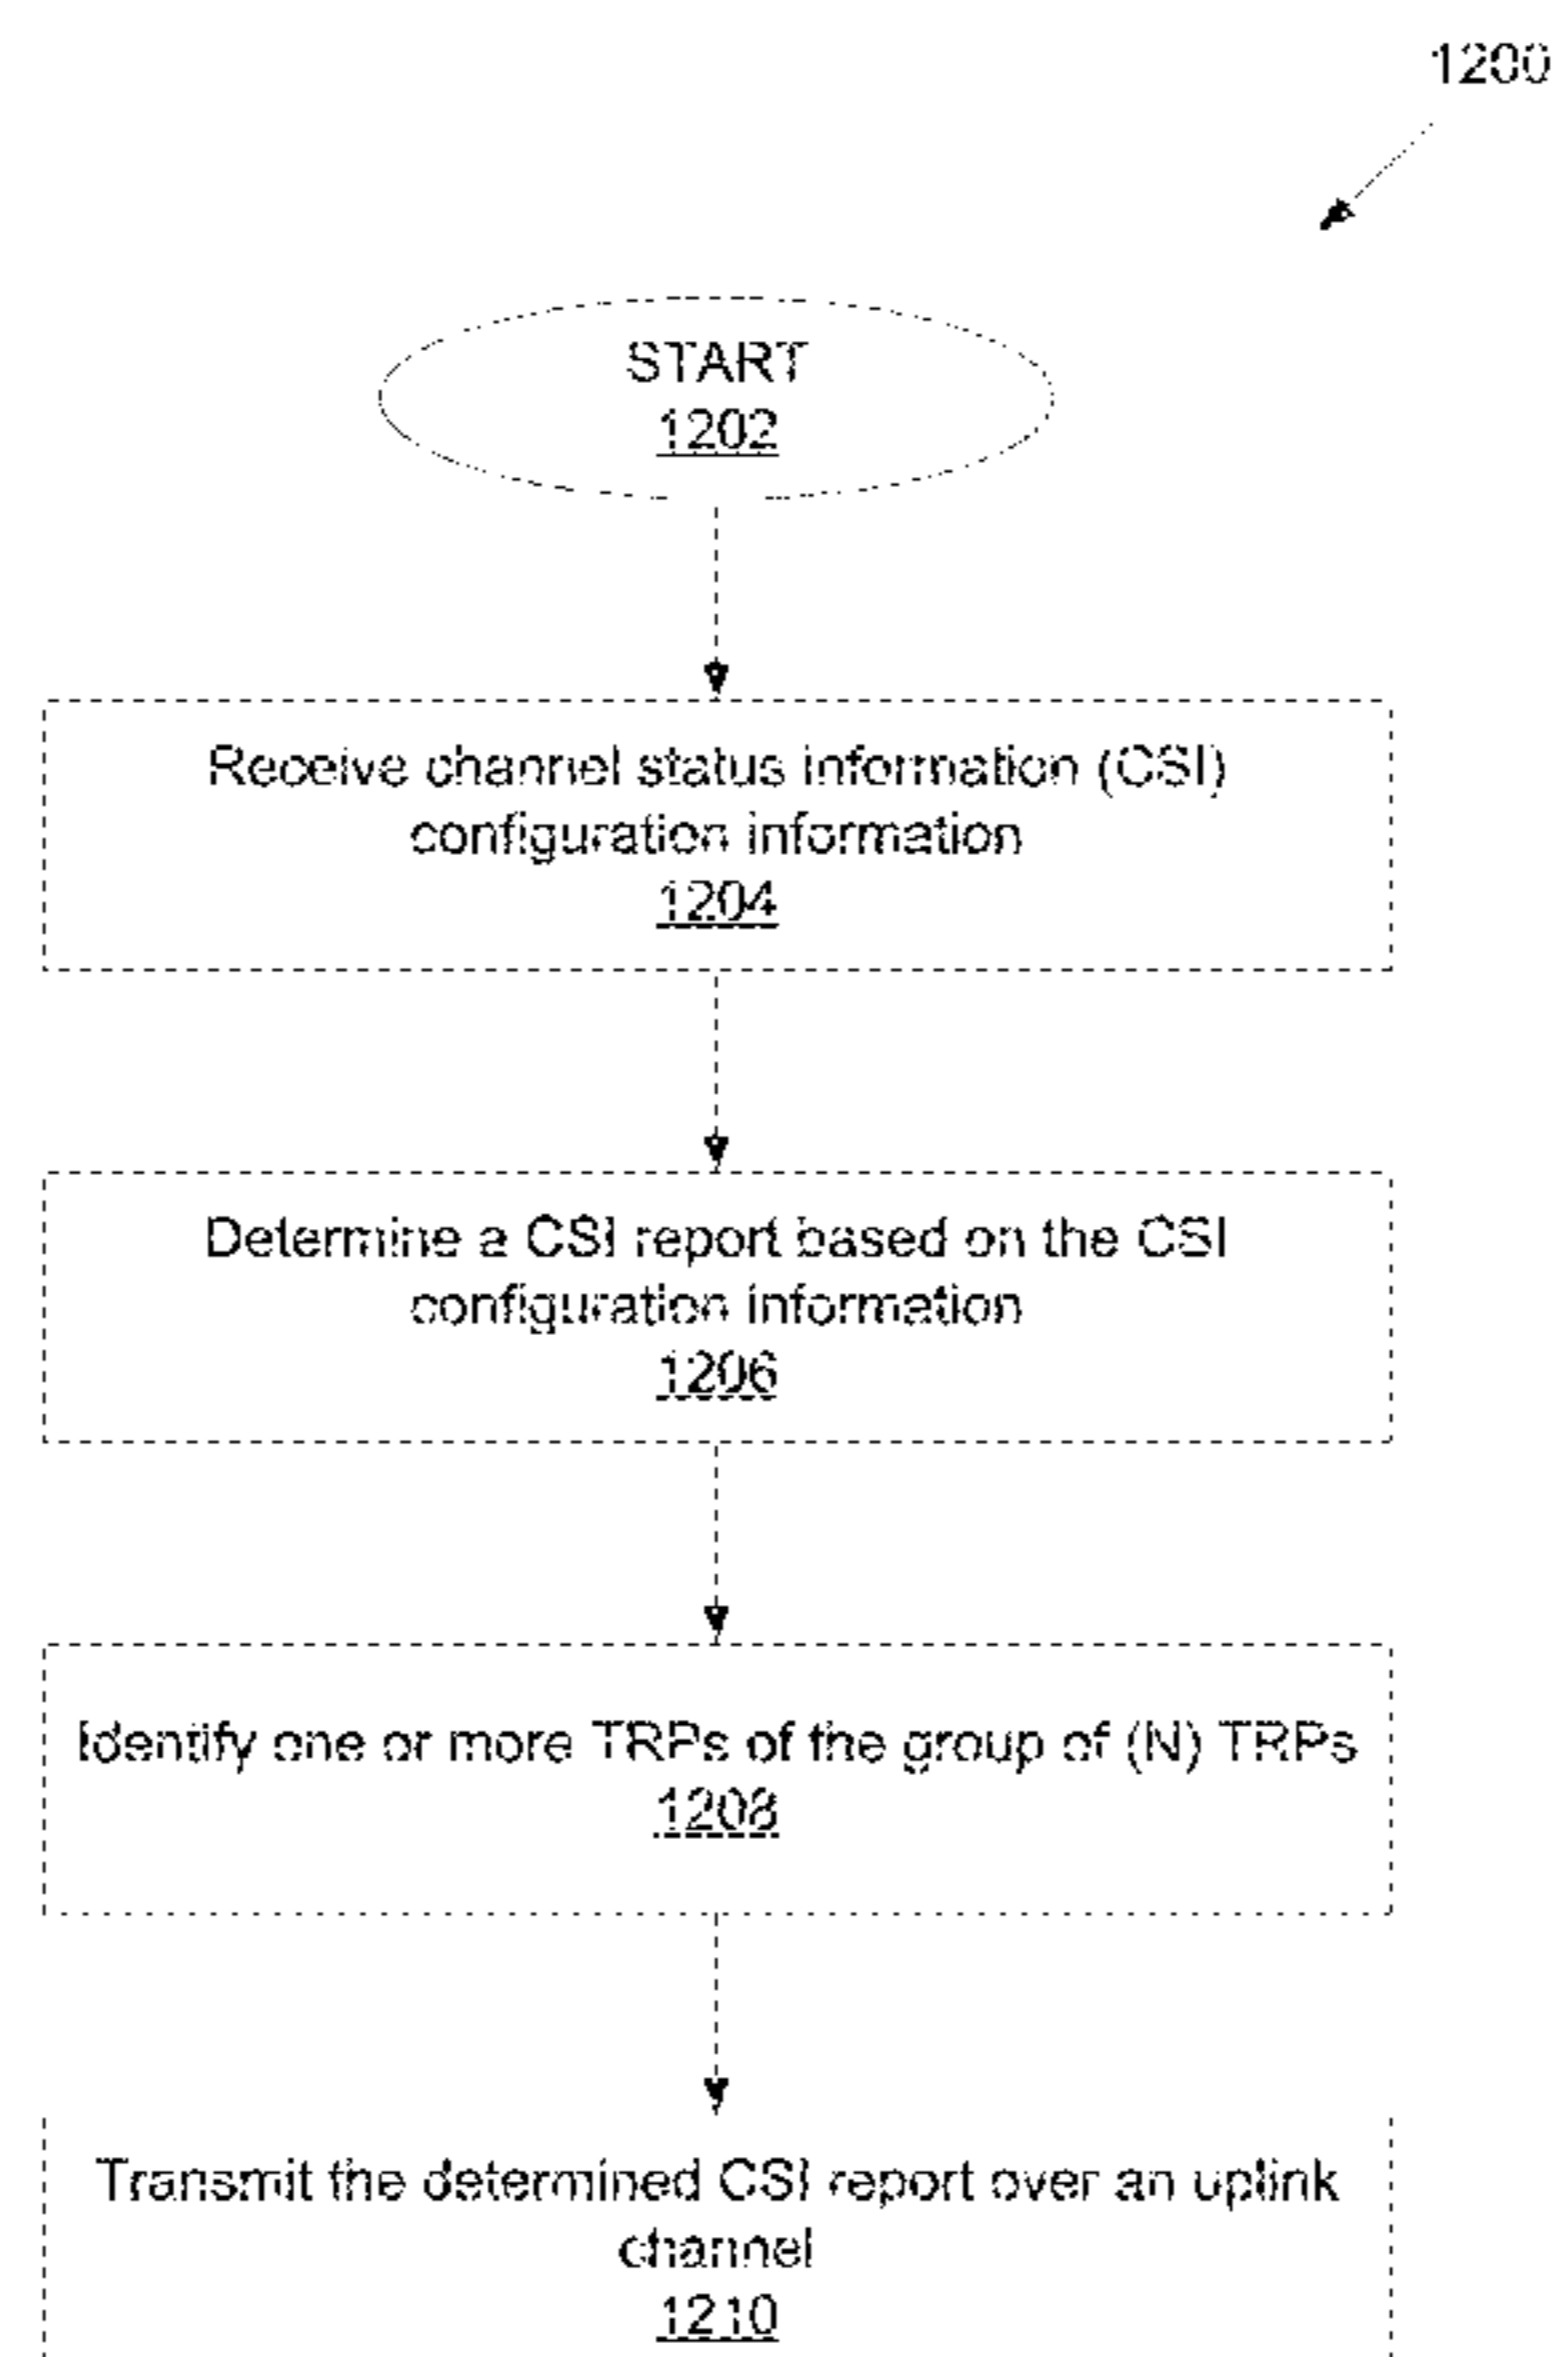 1200
START
1202
Receive channel status information (CSI)
configuration information
1204
Determine a CSI report based on the CSI
configuration information
1206
Identify one or more TRPs of the group of (N) TRPs
1208
Transmit the determined CSI report over an uplink
channel
1210